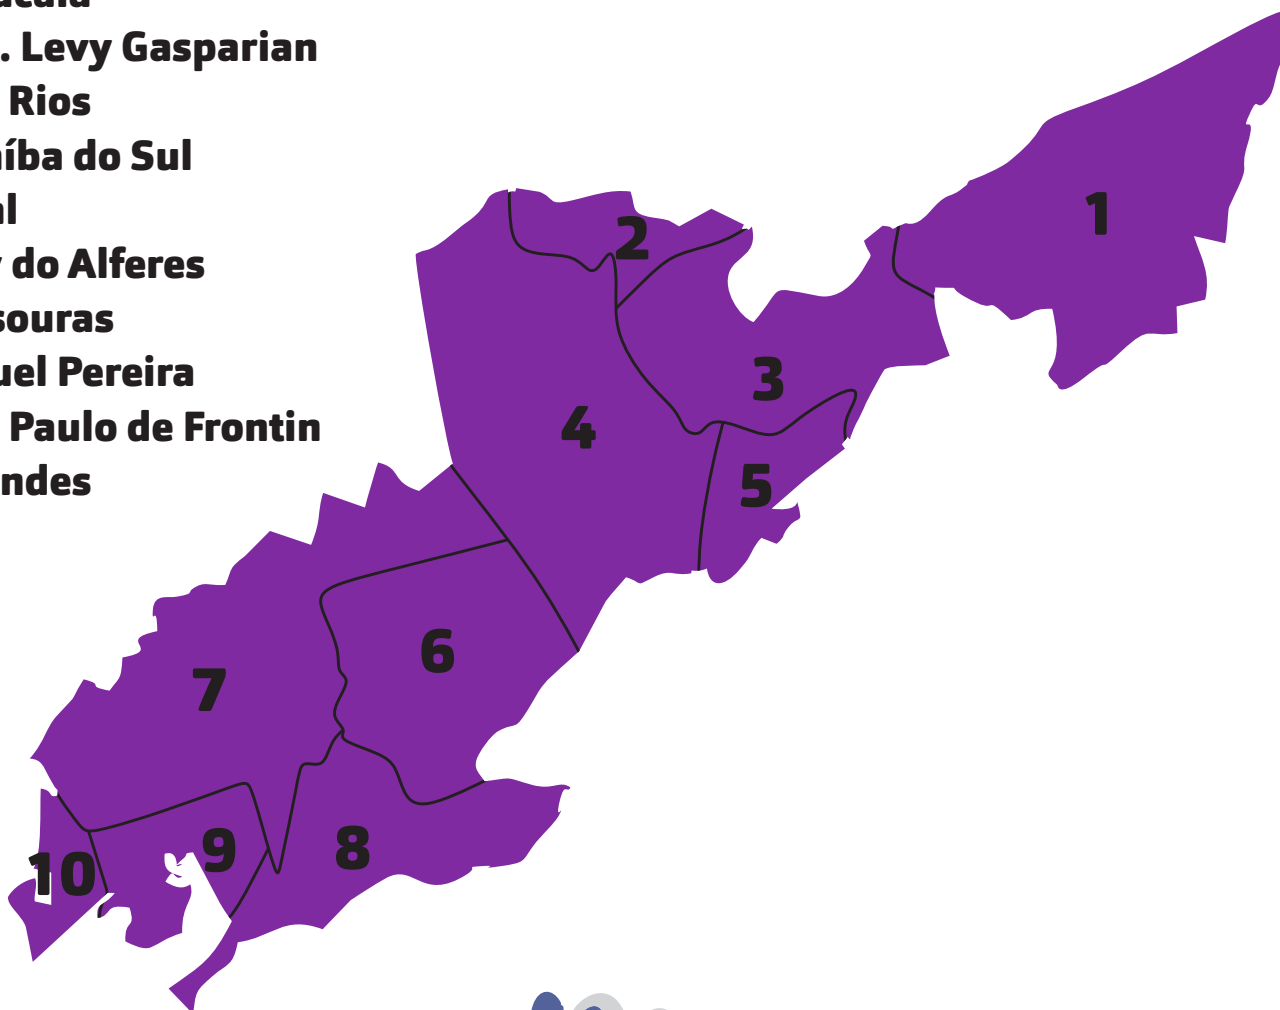 . Levy Gasparian
Rios
íba do Sul
al
do Alferes
souras
uel Pereira
Paulo de Frontin
ndes
1
2
3
4
5
6
7
8
9
10